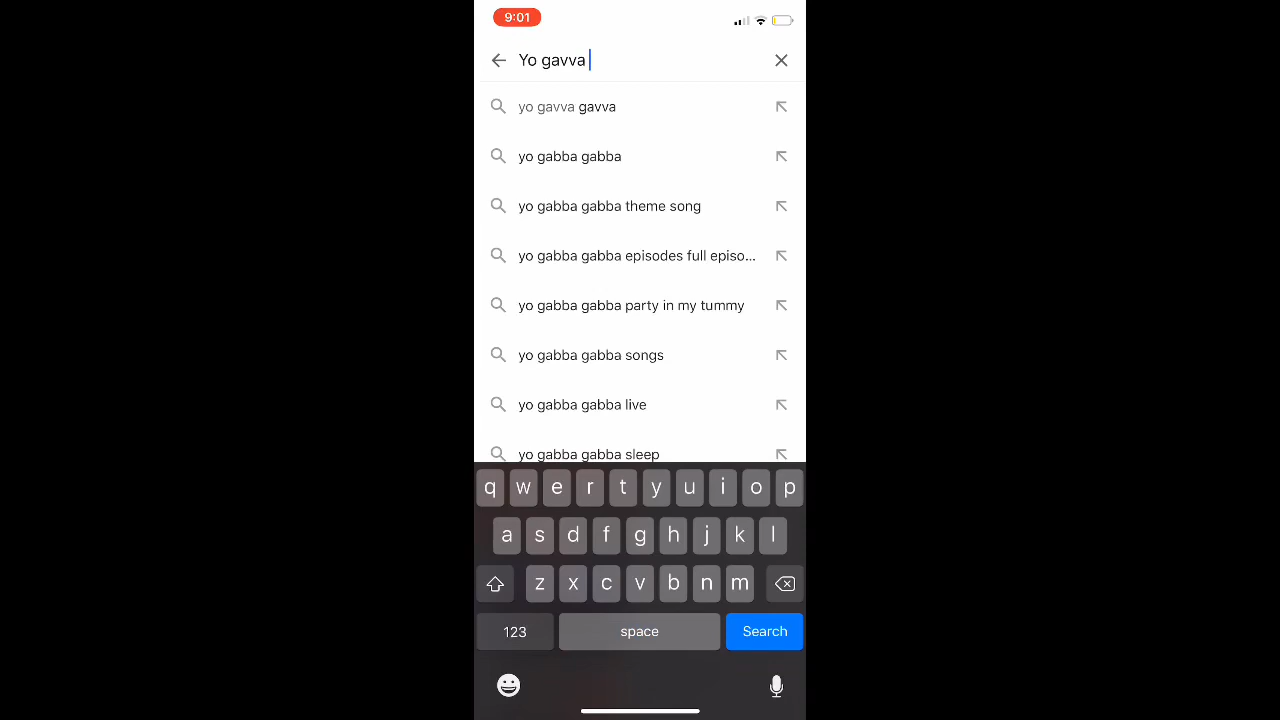 9:01
Yo gavva
yo gavva gavva
yo gabba gabba
yo gabba gabba theme song
yo gabba gabba episodes full episo...
yo gabba gabba party in my tummy
yo gabba gabba songs
yo gabba gabba live
yo gabba gabba sleep
q w e r t y u i o p
a s d f g h j k l
z x c v b n m
123 space Search